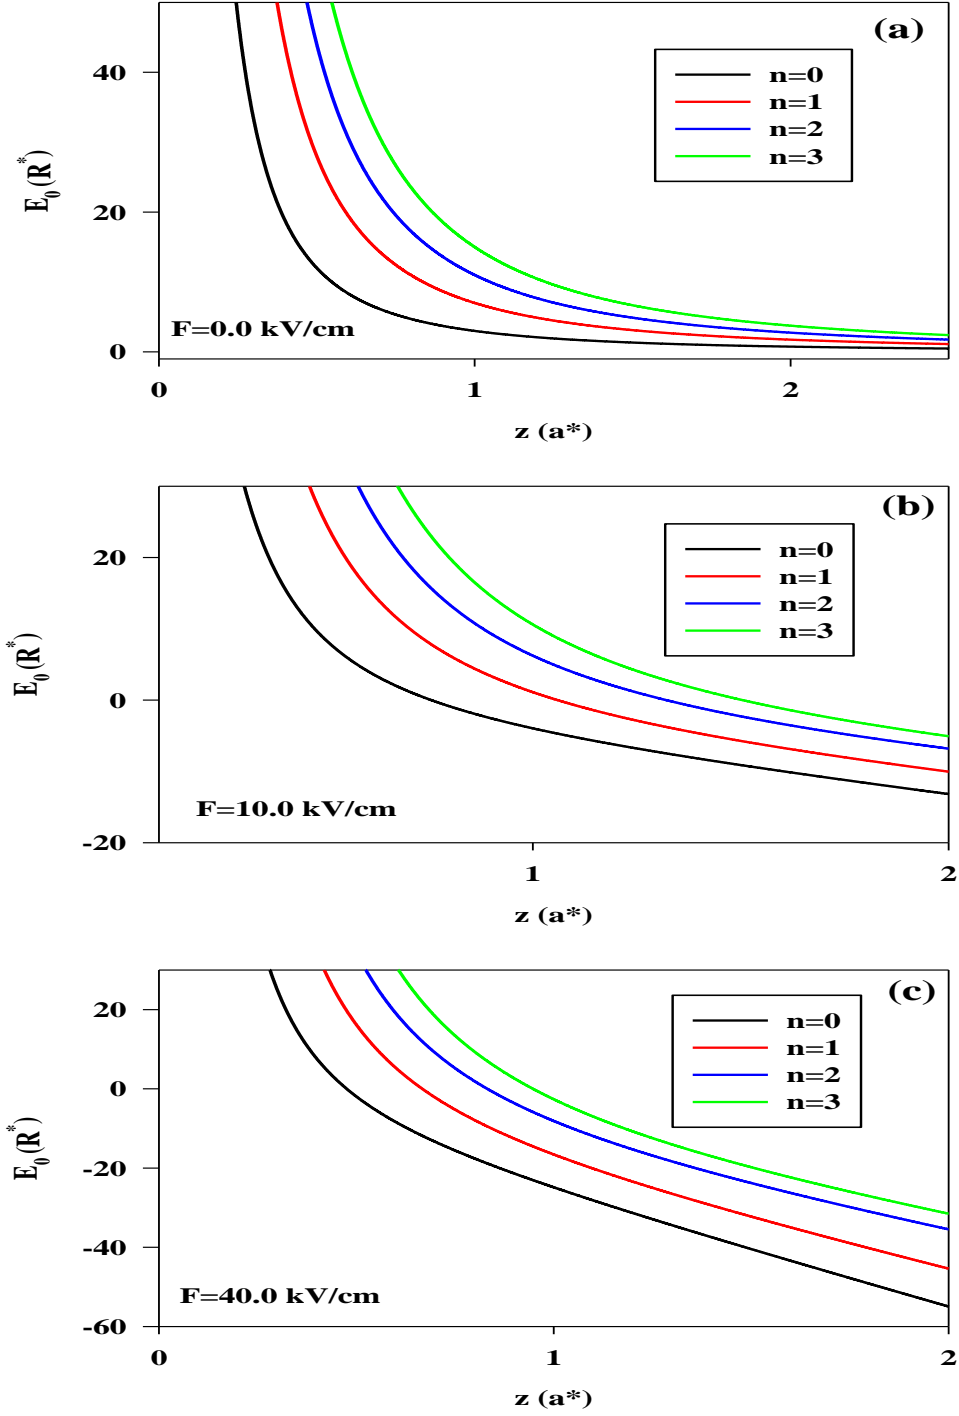 (a)
n=0
n=1
n=2
n=3
40
20
0
E0(R*)
F=0.0 kV/cm
0
1
2
z (a*)
(b)
n=0
n=1
n=2
n=3
20
0
-20
E0(R*)
F=10.0 kV/cm
1
2
z (a*)
(c)
n=0
n=1
n=2
n=3
20
0
-20
-40
-60
E0(R*)
F=40.0 kV/cm
0
1
2
z (a*)